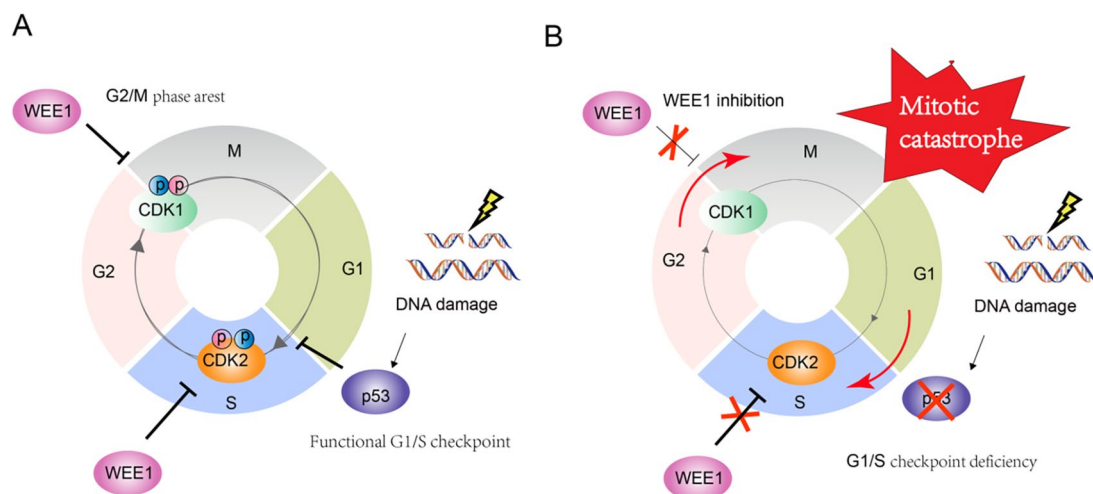 A
G2/M phase arest
WEE1
M
p p
CDK1
G2
G1
DNA damage
p p
CDK2
S
p53
WEE1
Functional G1/S checkpoint
B
WEE1 inhibition
WEE1
Mitotic
catastrophe
M
CDK1
G2
G1
DNA damage
CDK2
S
p53
WEE1
G1/S checkpoint deficiency